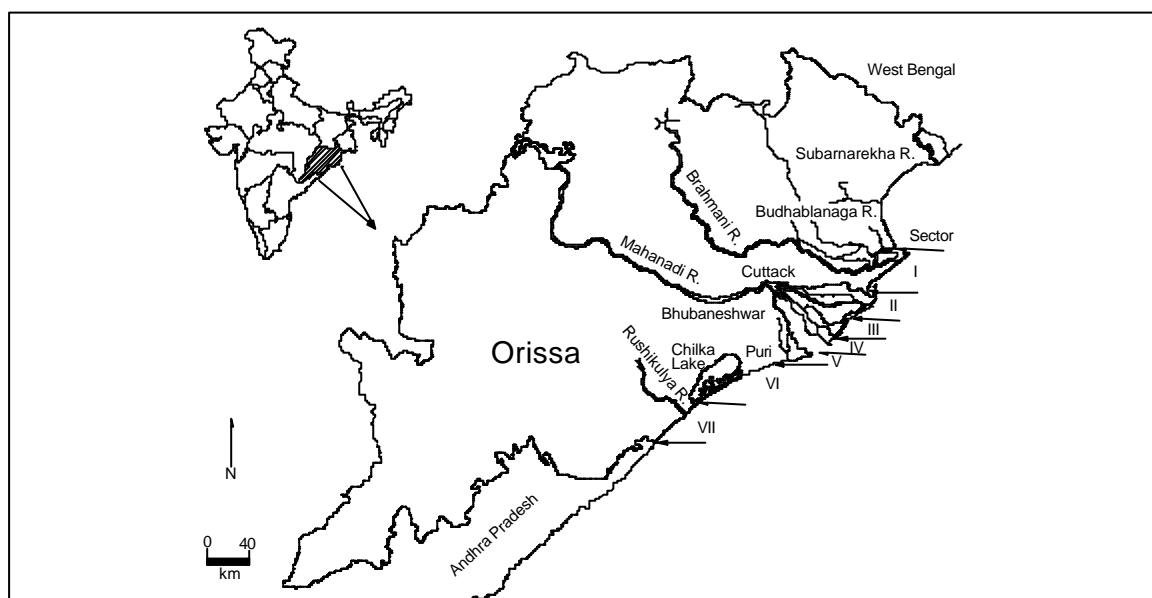 West Bengal
Subarnarekha R.
Brahmani R.
Budhablanaga R.
Sector
Mahanadi R.
Cuttack
I
II
Bhubaneshwar
III
IV
Orissa
Rushikulya R.
Chilka
Lake
Puri
V
VI
VII
N
Andhra Pradesh
0 40
km